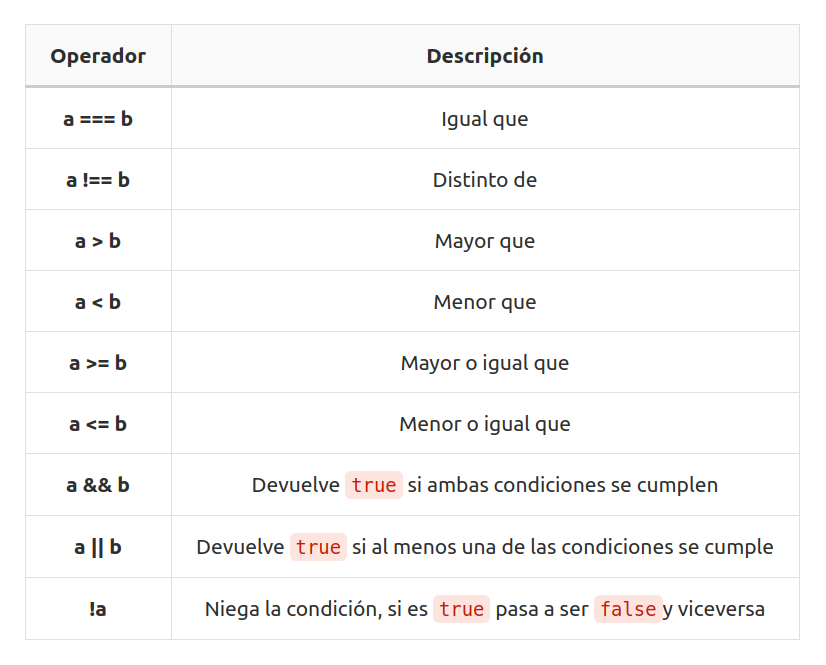 Operador Descripción
a === b Igual que
a !== b Distinto de
a > b Mayor que
a < b Menor que
a >= b Mayor o igual que
a <= b Menor o igual que
a && b Devuelve true si ambas condiciones se cumplen
a || b Devuelve true si al menos una de las condiciones se cumple
!a Niega la condición, si es true pasa a ser false y viceversa